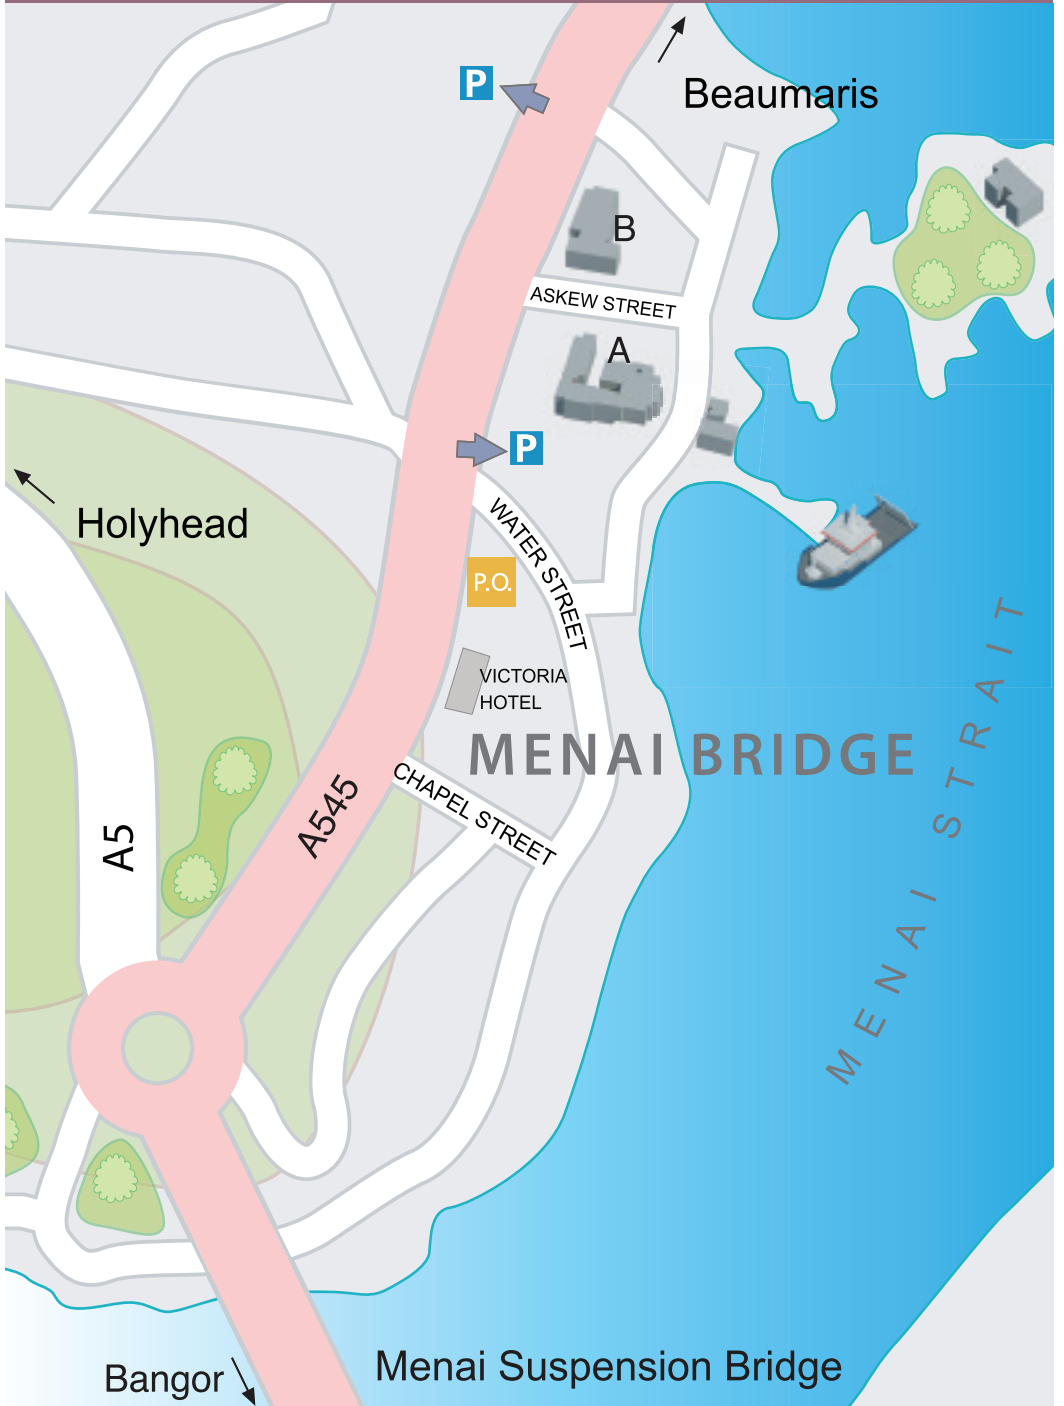 P
Beaumaris
B
ASKEW STREET
A
P
Holyhead
WATER STREET
P.O.
VICTORIA
HOTEL
MENAI BRIDGE
CHAPEL STREET
A545
A5
MENAI STRAIT
Menai Suspension Bridge
Bangor